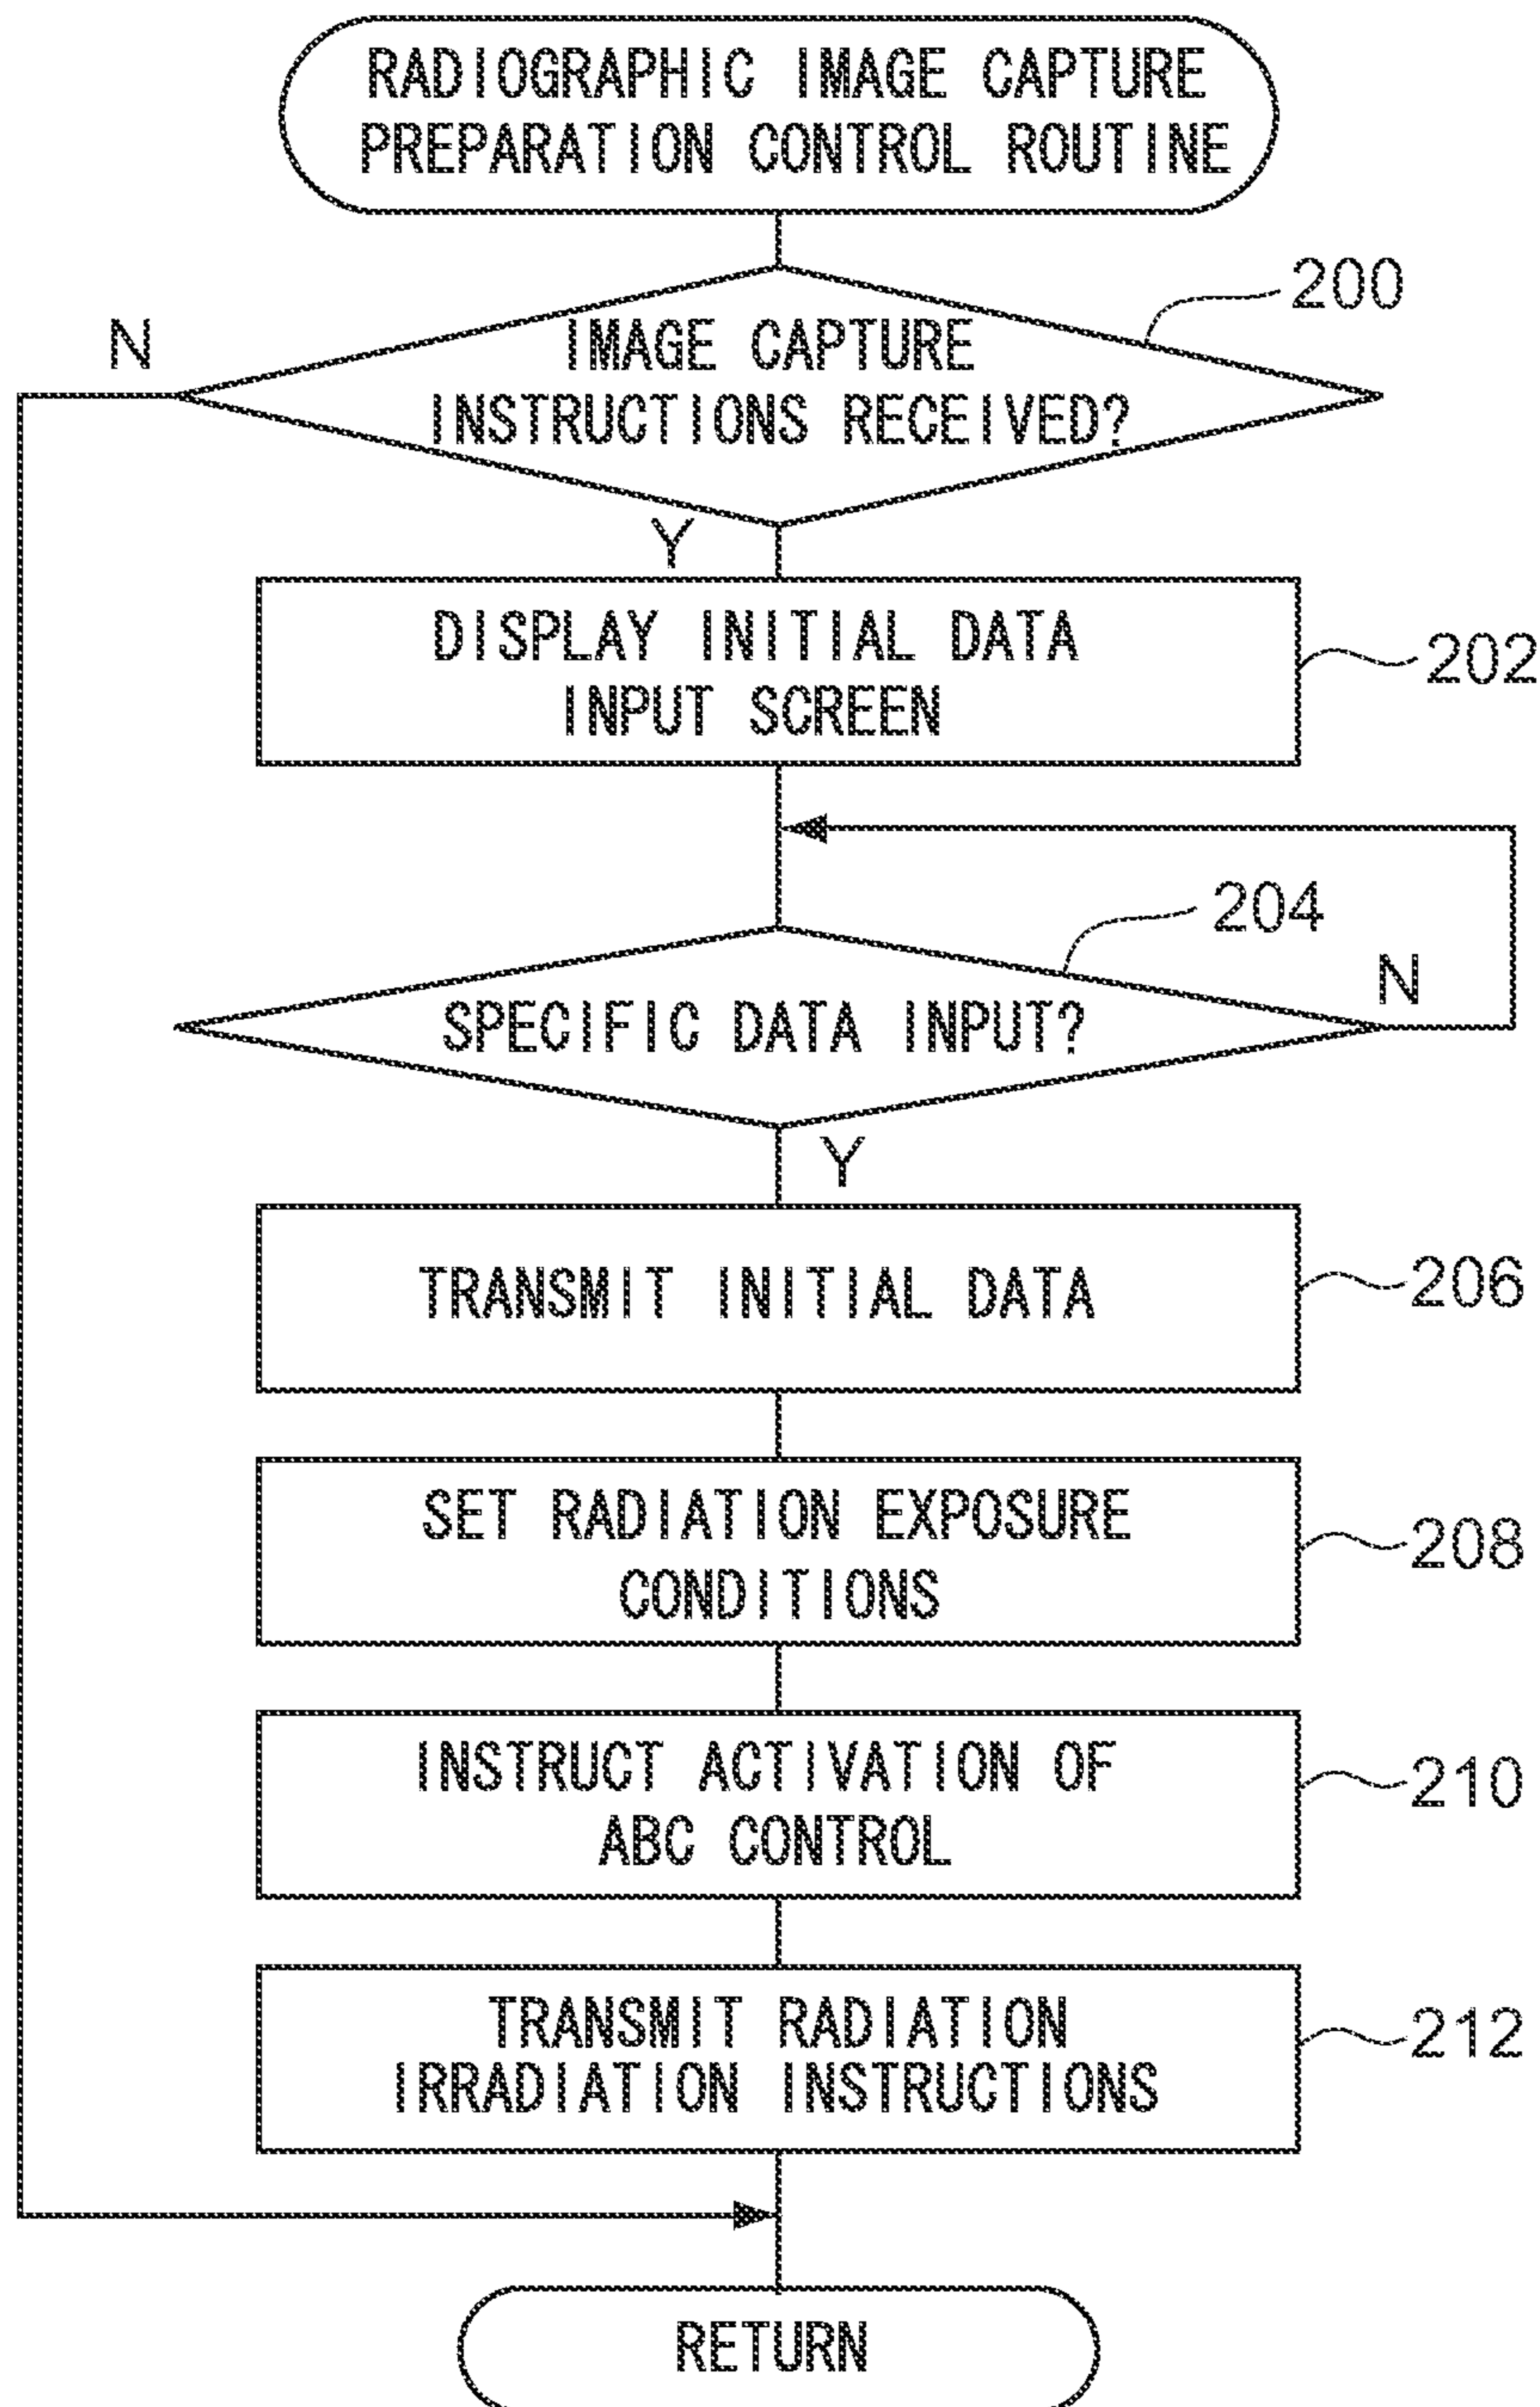 RADIOGRAPHIC IMAGE CAPTURE
PREPARATION CONTROL ROUTINE
200
N
IMAGE CAPTURE
INSTRUCTIONS RECEIVED?
Y
DISPLAY INITIAL DATA
INPUT SCREEN
202
204
N
SPECIFIC DATA INPUT?
Y
TRANSMIT INITIAL DATA
206
SET RADIATION EXPOSURE
CONDITIONS
208
INSTRUCT ACTIVATION OF
ABC CONTROL
210
TRANSMIT RADIATION
IRRADIATION INSTRUCTIONS
212
RETURN